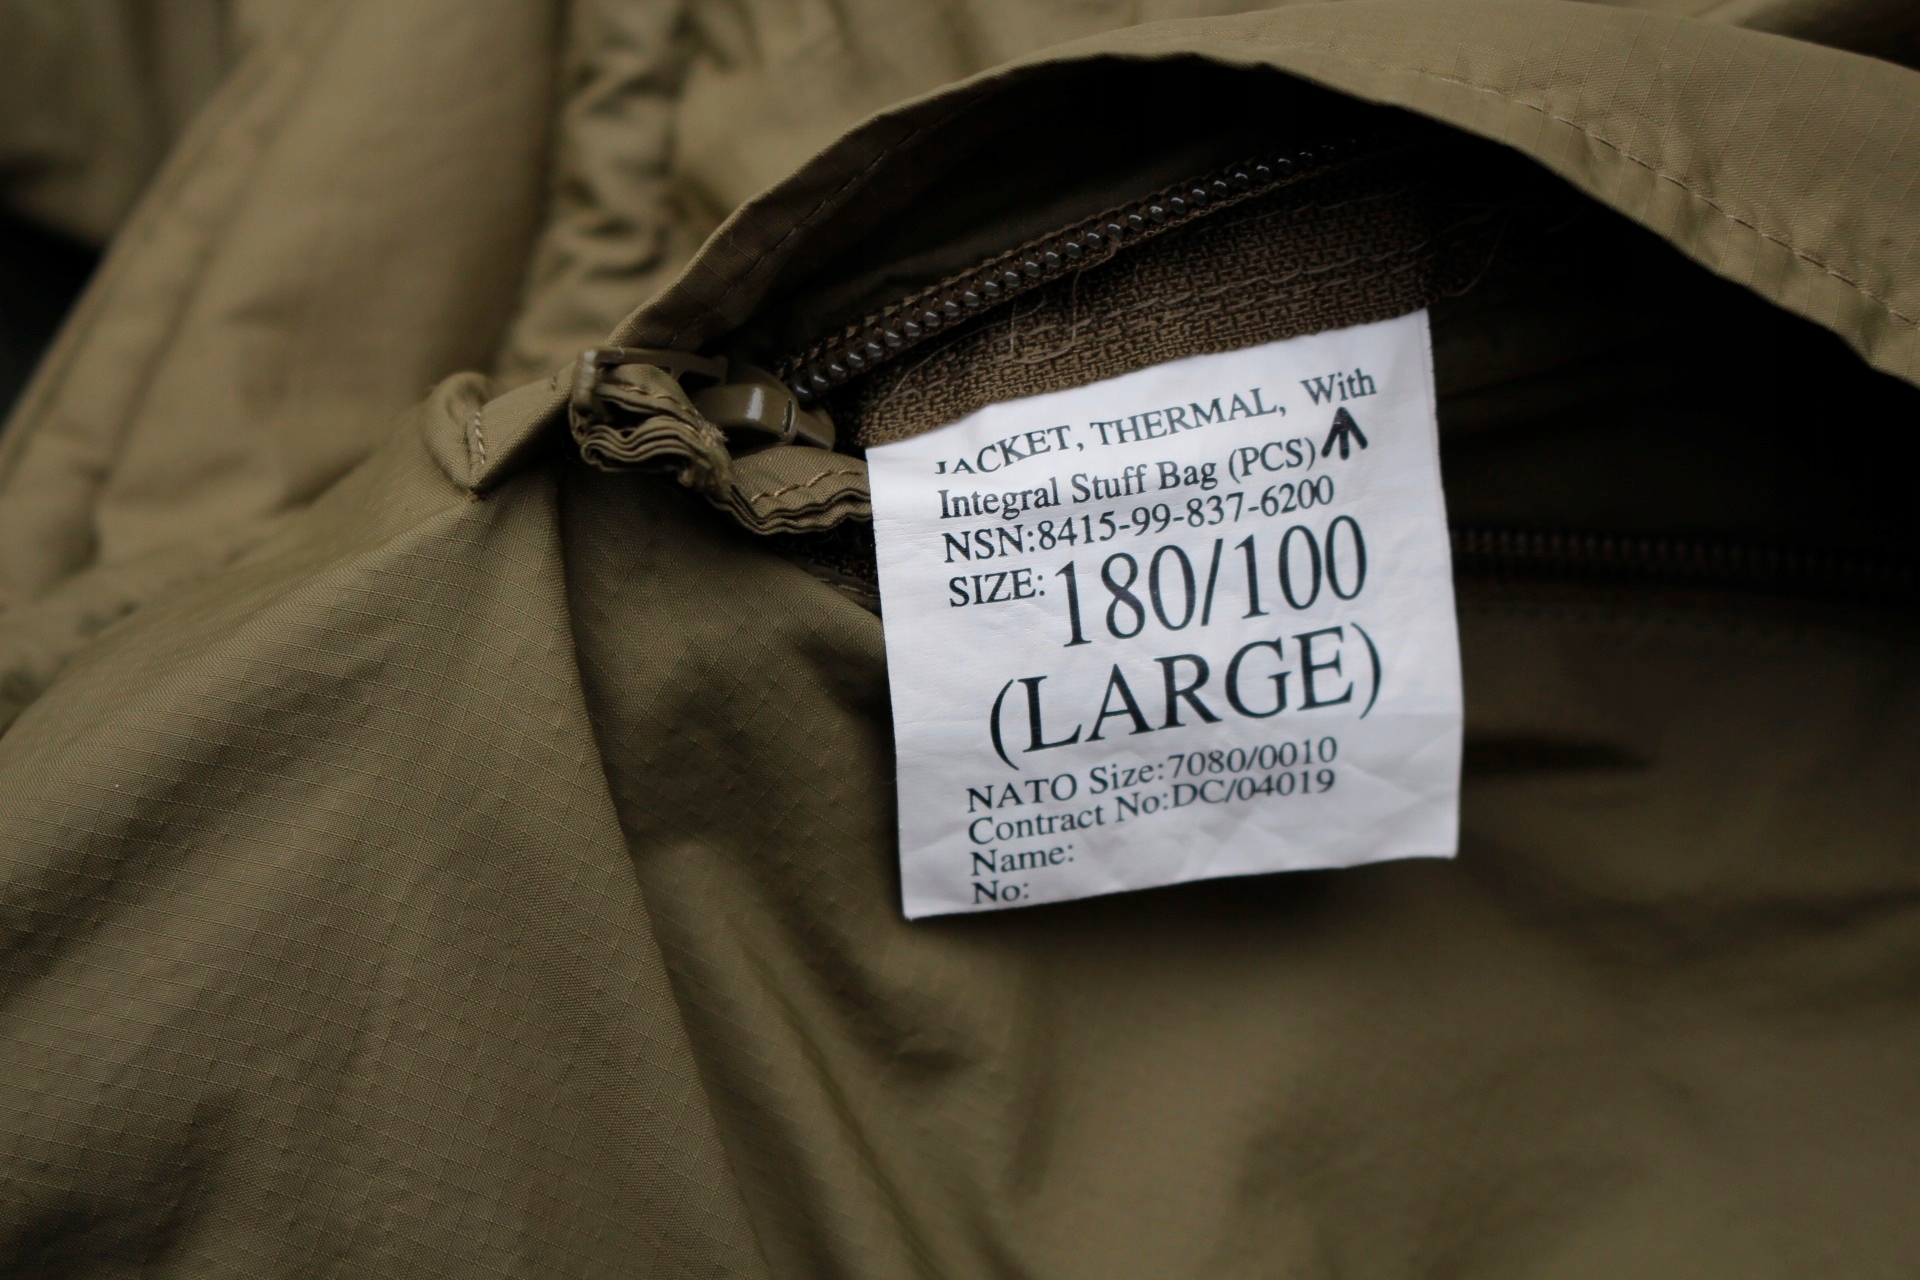 JACKET, THERMAL, With
Integral Stuff Bag (PCS)
NSN:8415-99-837-6200
SIZE: 180/100
(LARGE)
NATO Size:7080/0010
Contract No:DC/04019
Name:
No: